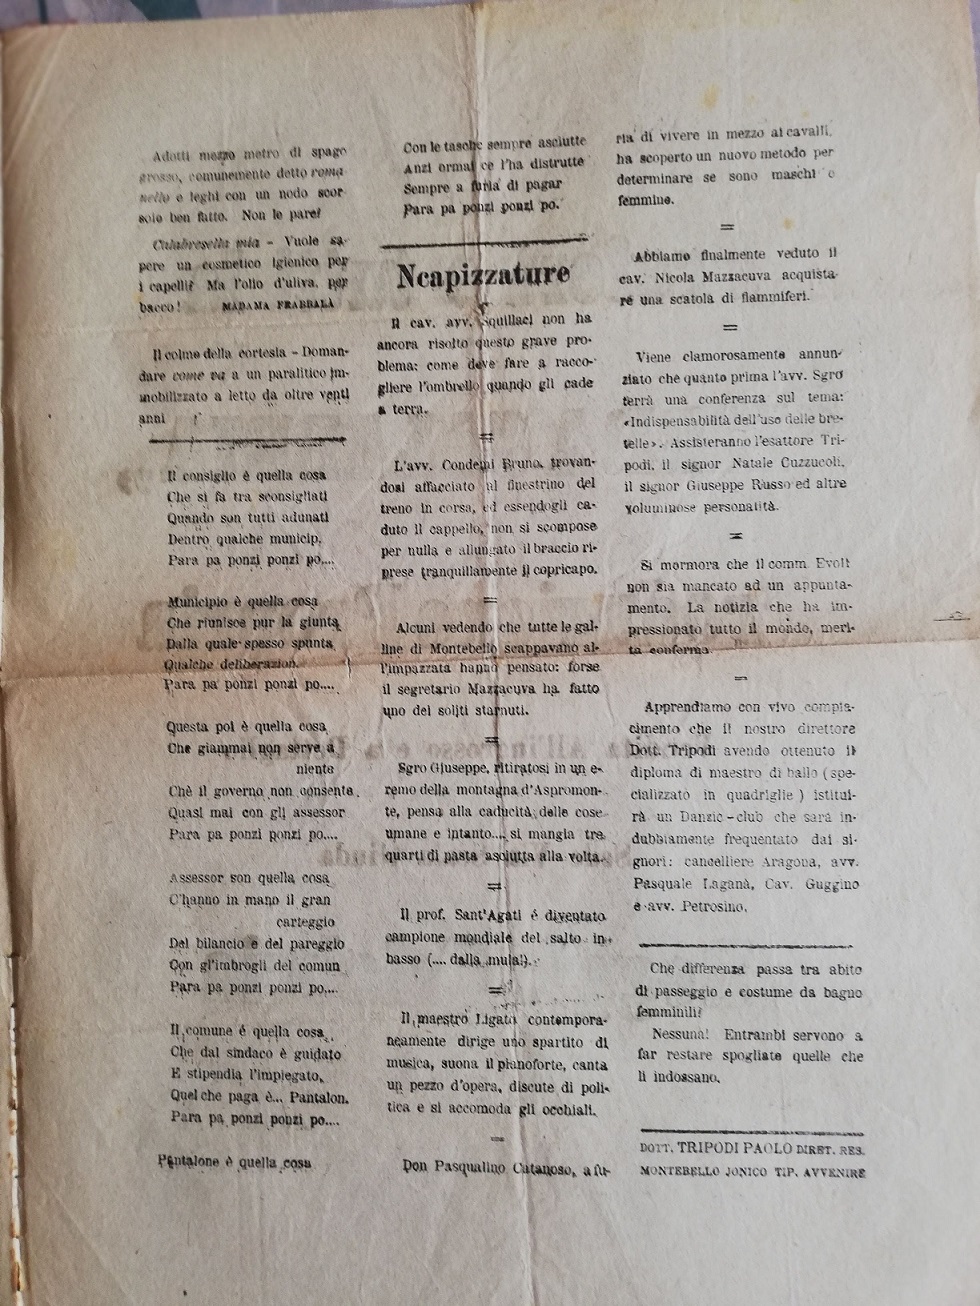 Adotti mezzo metro di spago
grosso, comunemente detto roma
nello e leghi con un nodo scor
soio ben fatto. Non le pare?
Calabresella mia - Vuole sa-
pere un cosmetico igienico per
i capelli? Ma l'olio d'uliva, per
bacco! MADAMA FRABBALÀ
Il colmo della cortesia - Doman-
dare come va a un paralitico im-
mobilizzato a letto da oltre venti
anni !
Il consiglio è quella cosa
Che si fa tra sconsigliati
Quando son tutti adunati
Dentro qualche municip.
Para pa ponzi ponzi po....
Municipio è quella cosa
Che riunisce pur la giunta
Dalla quale spesso spunta
Qualche deliberazion.
Para pa ponzi ponzi po....
Questa poi è quella cosa
Che giammai non serve a
niente
Chè il governo non consente
Quasi mai con gli assessor
Para pa ponzi ponzi po....
Assessor son quella cosa
C'hanno in mano il gran
carteggio
Del bilancio e del pareggio
Con gl'imbrogli del comun
Para pa ponzi ponzi po....
Il comune é quella cosa
Che dal sindaco è guidato
E stipendia l'impiegato,
Quel che paga è... Pantalon.
Para pa ponzi ponzi po....
Pantalone è quella cosa
Con le tasche sempre asciutte
Anzi ormai ce l'ha distrutte
Sempre a furia di pagar
Para pa ponzi ponzi po.
Ncapizzature
Il cav. avv. Squillaci non ha
ancora risolto questo grave pro-
blema: come deve fare a racco-
gliere l'ombrello quando gli cade
a terra.
=
L'avv. Condemi Bruno, trovan-
dosi affacciato al finestrino del
treno in corsa, ed essendogli ca-
duto il cappello, non si scompose
per nulla e allungato il braccio ri-
prese tranquillamente il copricapo.
=
Alcuni vedendo che tutte le gal-
line di Montebello scappavano al-
l'impazzata hanno pensato: forse
il segretario Mazzacuva ha fatto
uno dei soliti starnuti.
=
Sgro Giuseppe, ritiratosi in un e-
remo della montagna d'Aspromon-
te, pensa alla caducità delle cose
umane e intanto.... si mangia tre
quarti di pasta asciutta alla volta.
=
Il prof. Sant'Agati é diventato
campione mondiale del salto in
basso (.... dalla mula!).
=
Il maestro Ligato contempora-
neamente dirige uno spartito di
musica, suona il pianoforte, canta
un pezzo d'opera, discute di poli-
tica e si accomoda gli occhiali.
=
Don Pasqualino Catanoso, a fu-
ria di vivere in mezzo ai cavalli,
ha scoperto un nuovo metodo per
determinare se sono maschi o
femmine.
=
Abbiamo finalmente veduto il
cav. Nicola Mazzacuva acquista-
re una scatola di fiammiferi.
=
Viene clamorosamente annun-
ziato che quanto prima l'avv. Sgro
terrà una conferenza sul tema:
«Indispensabilità dell'uso delle bre-
telle». Assisteranno l'esattore Tri-
podi, il signor Natale Cuzzucoli,
il signor Giuseppe Russo ed altre
voluminose personalità.
=
Si mormora che il comm. Evoli
non sia mancato ad un appunta-
mento. La notizia che ha im-
pressionato tutto il mondo, meri-
ta conferma.
=
Apprendiamo con vivo compia-
cimento che il nostro direttore
Dott. Tripodi avendo ottenuto il
diploma di maestro di ballo (spe-
cializzato in quadriglie) istitui-
rà un Danzic-club che sarà in-
dubbiamente frequentato dai si-
gnori: cancelliere Aragona, avv.
Pasquale Laganà, Cav. Guggino
e avv. Petrosino.
Che differenza passa tra abito
di passeggio e costume da bagno
femminili?
Nessuna! Entrambi servono a
far restare spogliate quelle che
li indossano.
DOTT. TRIPODI PAOLO DIRET. RES.
MONTEBELLO JONICO TIP. AVVENIRE